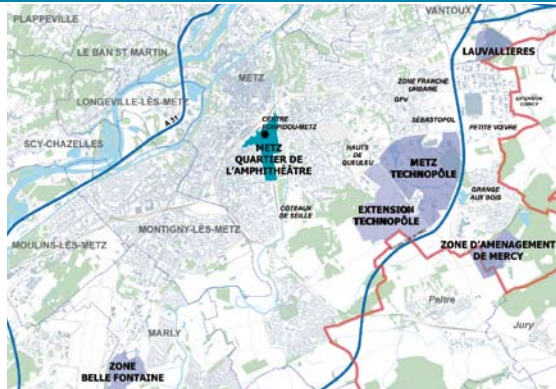 PLAPPEVILLE
VANTOUX
LE BAN ST MARTIN
LAUVALLIERES
METZ
ZONE FRANCHE
URBAINE
LONGEVILLE-LÈS-METZ
GPV
A 31
CENTRE
POMPIDOU-METZ
SÉBASTOPOL
PETITE VOËVRE
SCY-CHAZELLES
METZ
QUARTIER DE
L'AMPHITHÉÂTRE
HAUTS
DE
QUEULEU
METZ
TECHNOPÔLE
GRANGE
AUX BOIS
CÔTEAUX
DE SEILLE
EXTENSION
TECHNOPÔLE
MONTIGNY-LÈS-METZ
MOULINS-LÈS-METZ
ZONE D'AMENAGEMENT
DE MERCY
Peltre
Jury
MARLY
ZONE
BELLE FONTAINE